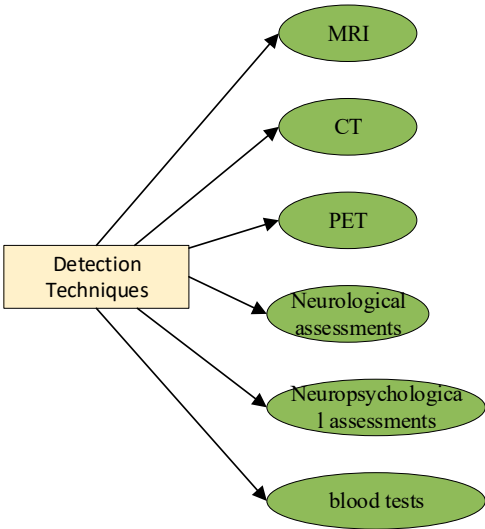 MRI
CT
PET
Detection
Techniques
Neurological
assessments
Neuropsychologica
l assessments
blood tests